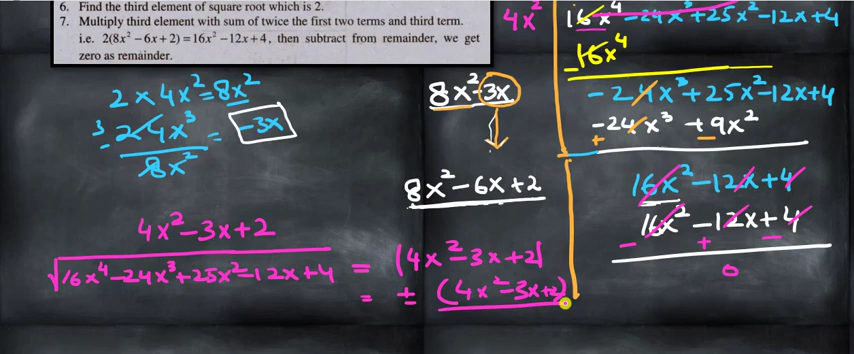 6. Find the third element of square root which is 2.
7. Multiply third element with sum of twice the first two terms and third term.
i.e. 2(8x² − 6x + 2) = 16x² −12x + 4, then subtract from remainder, we get
zero as remainder.
2 × 4x² = 8x²
3
− 24x³ = −3x
8x²
4x² − 3x + 2
√16x⁴ − 24x³ + 25x² − 12x + 4 = |4x² − 3x + 2|
= ± (4x² − 3x + 2)
8x² − 3x
8x² − 6x + 2
4x²
16x⁴ − 24x³ + 25x² − 12x + 4
− 16x⁴
− 24x³ + 25x² − 12x + 4
− 24x³ + 9x²
+ −
16x² − 12x + 4
16x² − 12x + 4
− + −
0